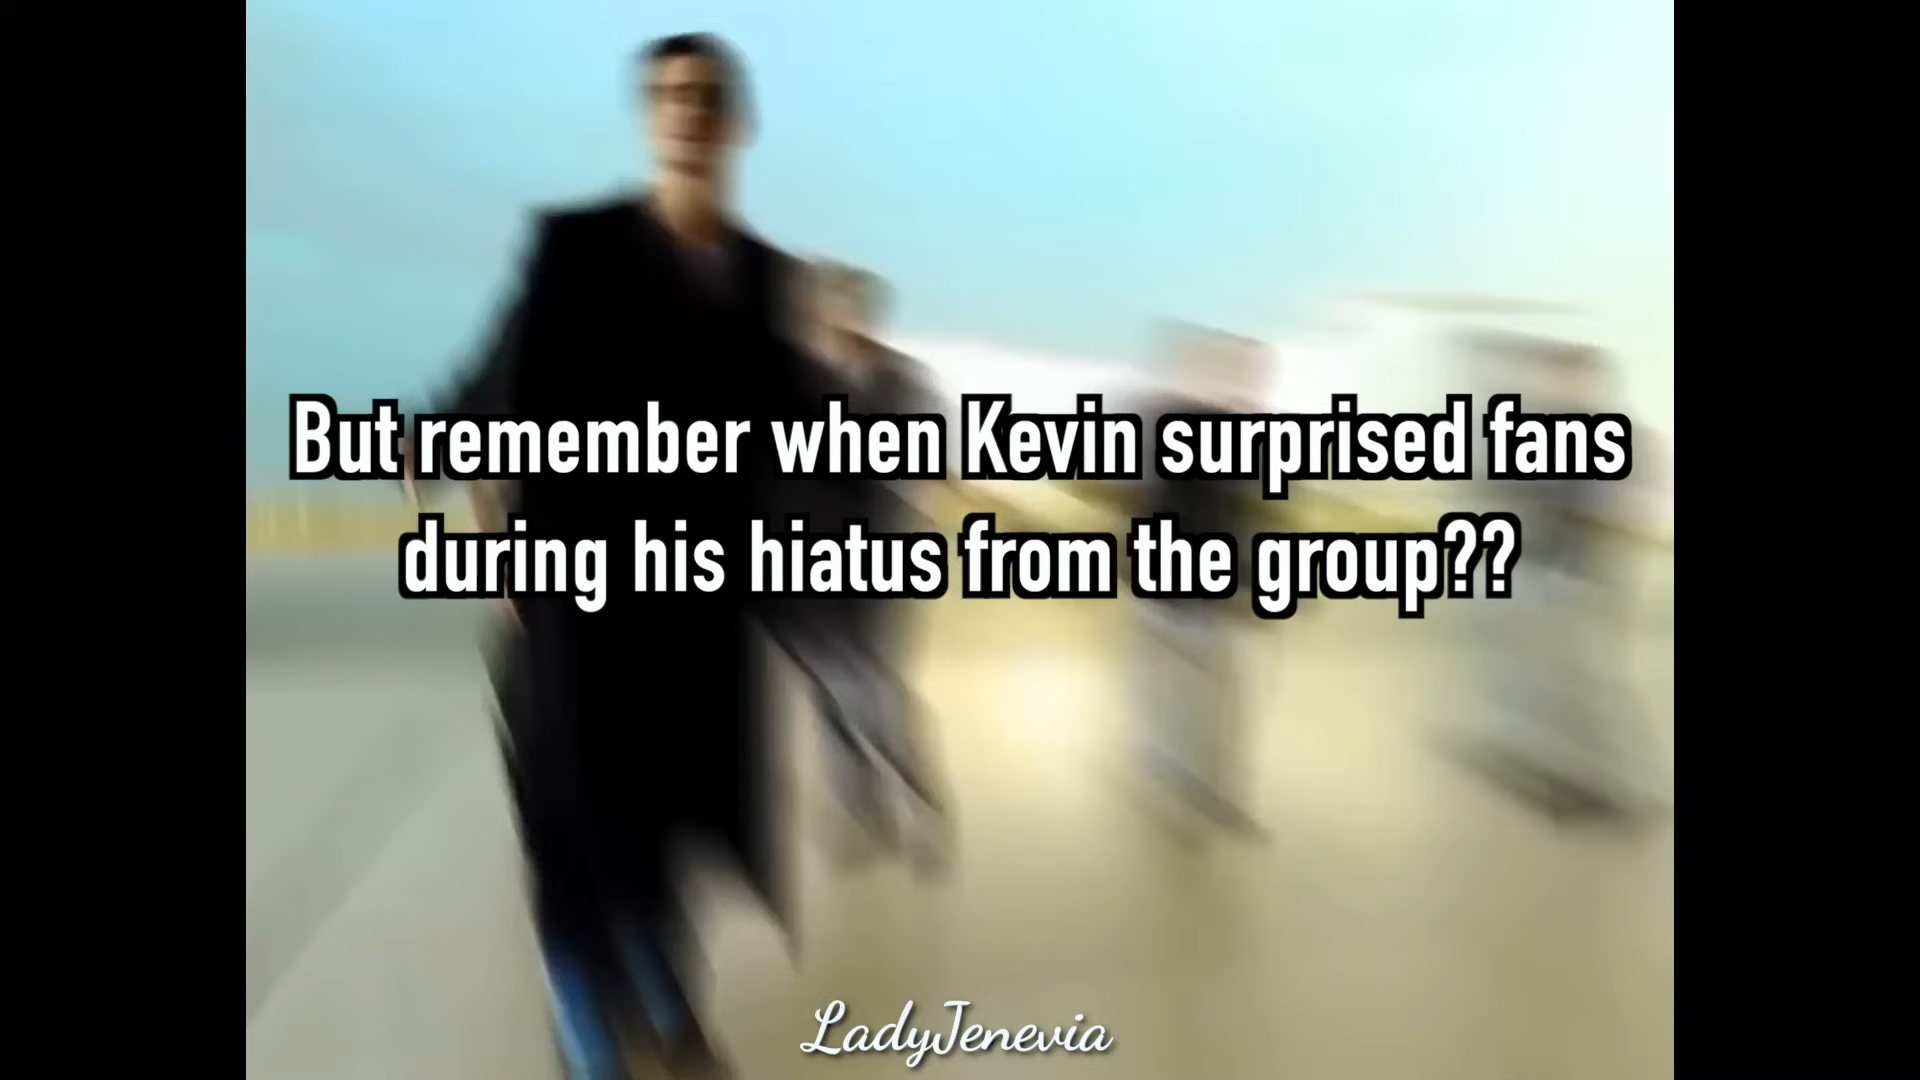 But remember when Kevin surprised fans
during his hiatus from the group??
LadyJenevia